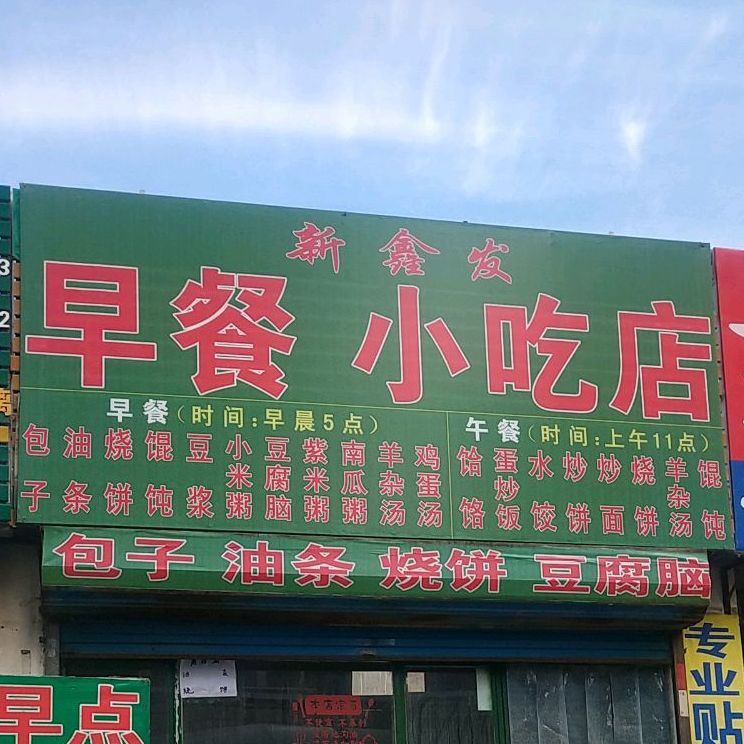 新鑫发
早餐 小吃店
早餐（时间:早晨5点）
包子 油条 烧饼 馄饨 豆浆 小米粥 豆腐脑 紫米粥 南瓜粥 羊杂汤 鸡蛋汤
午餐（时间:上午11点）
饸饹 蛋炒饭 水饺 炒饼 炒面 烧饼 羊杂汤 馄饨
包子 油条 烧饼 豆腐脑
早点
专业贴
3
2